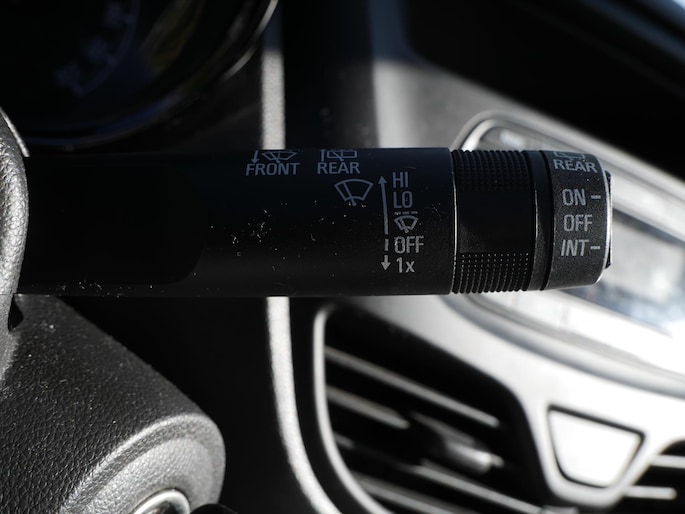 FRONT
REAR
HI
LO
OFF
1x
REAR
ON
OFF
INT